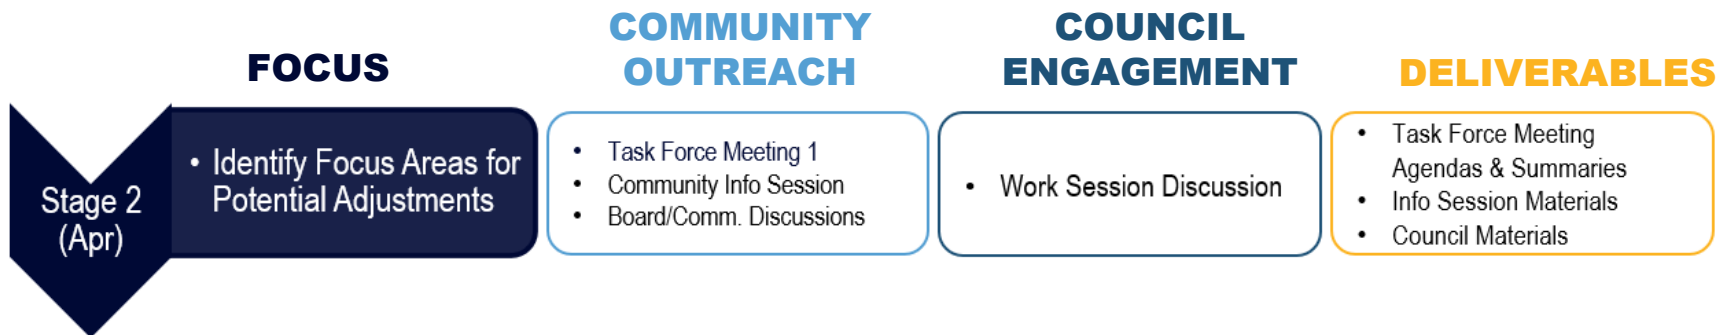 FOCUS
COMMUNITY
OUTREACH
COUNCIL
ENGAGEMENT
DELIVERABLES
Stage 2
(Apr)
• Identify Focus Areas for
Potential Adjustments
• Task Force Meeting 1
• Community Info Session
• Board/Comm. Discussions
• Work Session Discussion
• Task Force Meeting
Agendas & Summaries
• Info Session Materials
• Council Materials